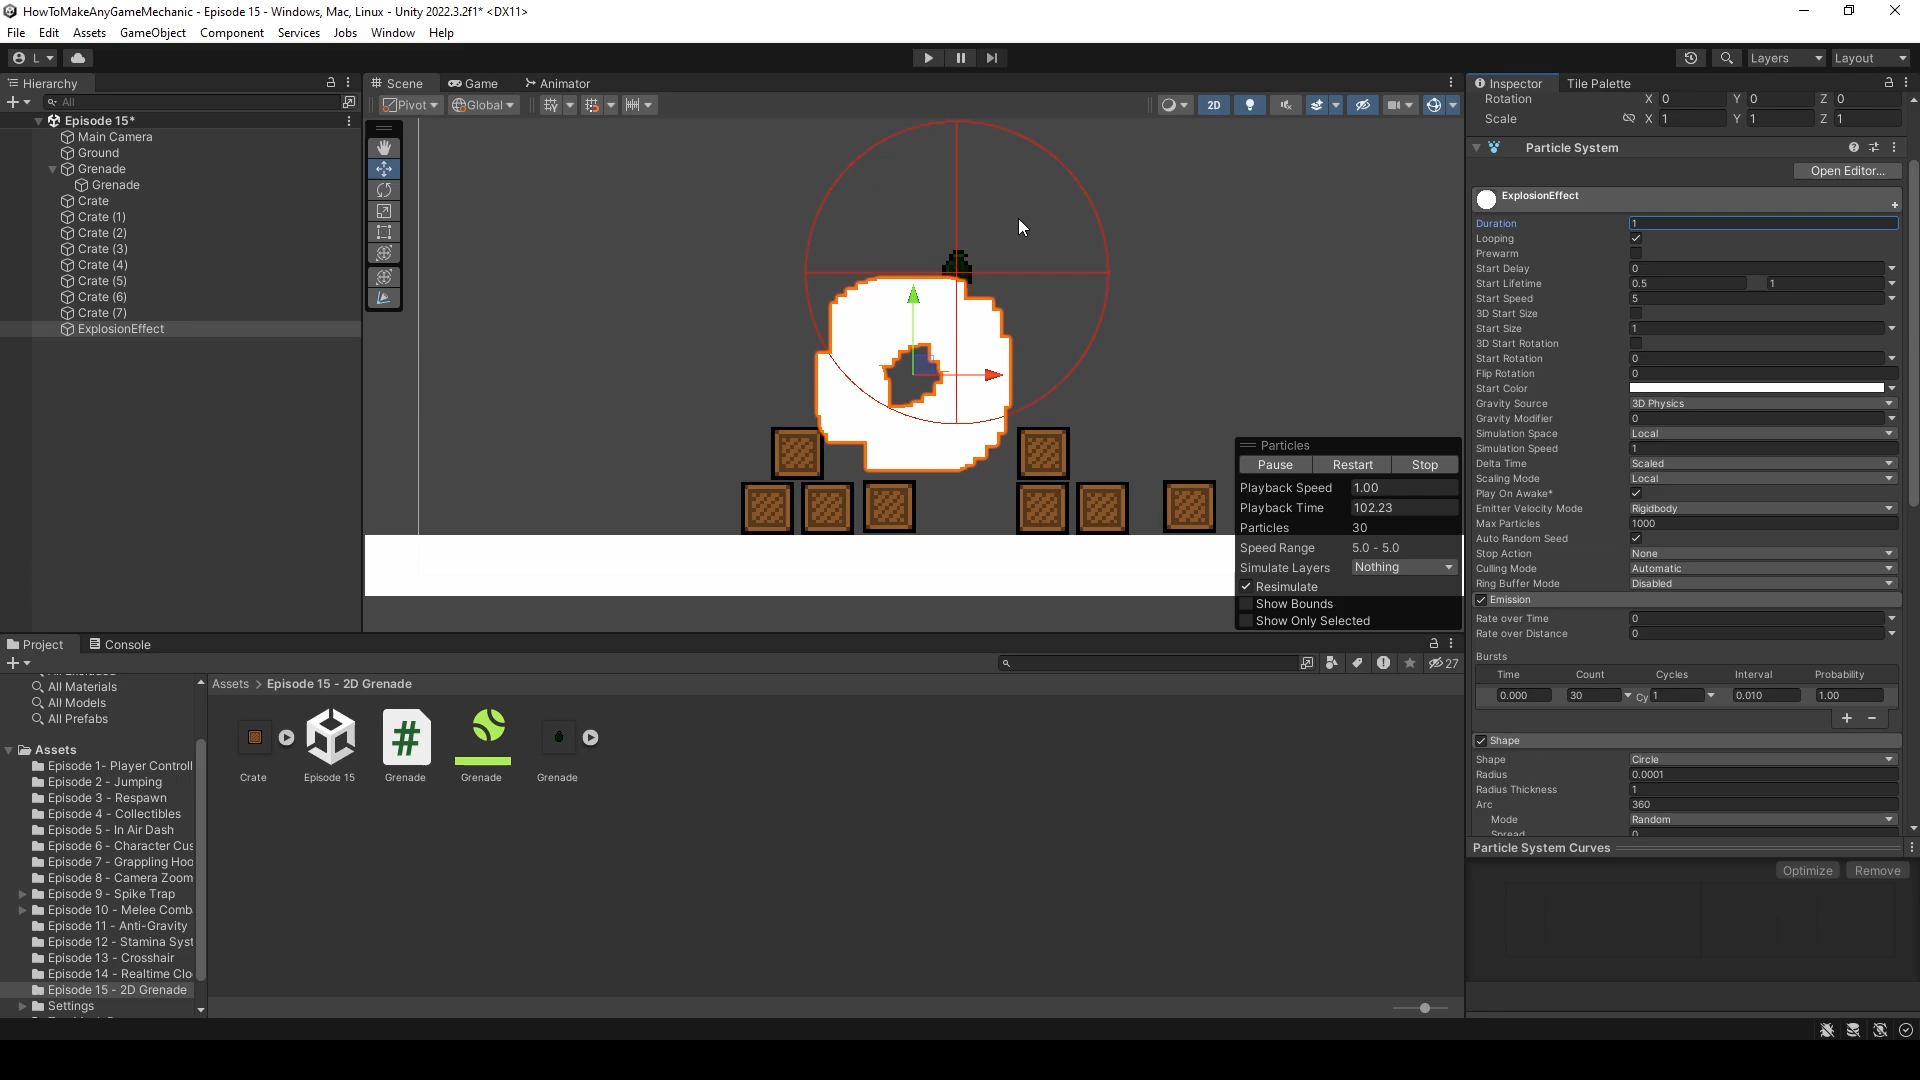 HowToMakeAnyGameMechanic - Episode 15 - Windows, Mac, Linux - Unity 2022.3.2f1* <DX11>
File Edit Assets GameObject Component Services Jobs Window Help
L Layers Layout
Hierarchy
All
Episode 15*
Main Camera
Ground
Grenade
Grenade
Crate
Crate (1)
Crate (2)
Crate (3)
Crate (4)
Crate (5)
Crate (6)
Crate (7)
ExplosionEffect
Scene Game Animator
Pivot Global 2D
Particles
Pause Restart Stop
Playback Speed 1.00
Playback Time 102.23
Particles 30
Speed Range 5.0 - 5.0
Simulate Layers Nothing
Resimulate
Show Bounds
Show Only Selected
Inspector Tile Palette
Rotation X 0 Y 0 Z 0
Scale X 1 Y 1 Z 1
Particle System
Open Editor...
ExplosionEffect
Duration 1
Looping
Prewarm
Start Delay 0
Start Lifetime 0.5 1
Start Speed 5
3D Start Size
Start Size 1
3D Start Rotation
Start Rotation 0
Flip Rotation 0
Start Color
Gravity Source 3D Physics
Gravity Modifier 0
Simulation Space Local
Simulation Speed 1
Delta Time Scaled
Scaling Mode Local
Play On Awake*
Emitter Velocity Mode Rigidbody
Max Particles 1000
Auto Random Seed
Stop Action None
Culling Mode Automatic
Ring Buffer Mode Disabled
Emission
Rate over Time 0
Rate over Distance 0
Bursts
Time Count Cycles Interval Probability
0.000 30 Cy 1 0.010 1.00
Shape
Shape Circle
Radius 0.0001
Radius Thickness 1
Arc 360
Mode Random
Spread 0
Particle System Curves
Optimize Remove
Project Console
27
All Materials
All Models
All Prefabs
Assets
Episode 1- Player Controll
Episode 2 - Jumping
Episode 3 - Respawn
Episode 4 - Collectibles
Episode 5 - In Air Dash
Episode 6 - Character Cus
Episode 7 - Grappling Hoo
Episode 8 - Camera Zoom
Episode 9 - Spike Trap
Episode 10 - Melee Comb
Episode 11 - Anti-Gravity
Episode 12 - Stamina Syst
Episode 13 - Crosshair
Episode 14 - Realtime Clo
Episode 15 - 2D Grenade
Settings
Assets > Episode 15 - 2D Grenade
Crate Episode 15 Grenade Grenade Grenade